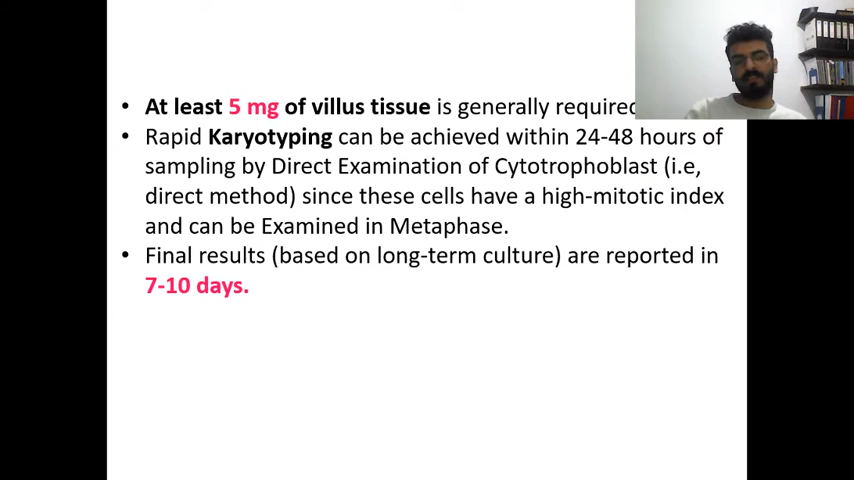 • At least 5 mg of villus tissue is generally required
• Rapid Karyotyping can be achieved within 24-48 hours of
sampling by Direct Examination of Cytotrophoblast (i.e,
direct method) since these cells have a high-mitotic index
and can be Examined in Metaphase.
• Final results (based on long-term culture) are reported in
7-10 days.